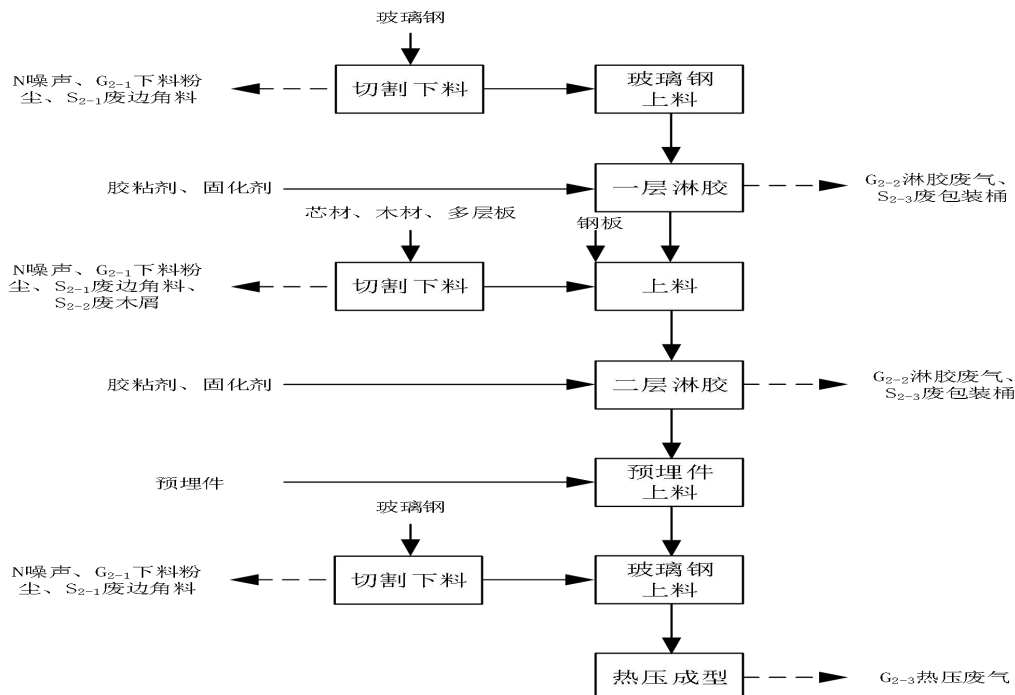 玻璃钢
N噪声、G₂₋₁下料粉
尘、S₂₋₁废边角料
切割下料
玻璃钢
上料
胶粘剂、固化剂
一层淋胶
G₂₋₂淋胶废气、
S₂₋₃废包装桶
芯材、木材、多层板
钢板
N噪声、G₂₋₁下料粉
尘、S₂₋₁废边角料、
S₂₋₂废木屑
切割下料
上料
胶粘剂、固化剂
二层淋胶
G₂₋₂淋胶废气、
S₂₋₃废包装桶
预埋件
预埋件
上料
玻璃钢
N噪声、G₂₋₁下料粉
尘、S₂₋₁废边角料
切割下料
玻璃钢
上料
热压成型
G₂₋₃热压废气